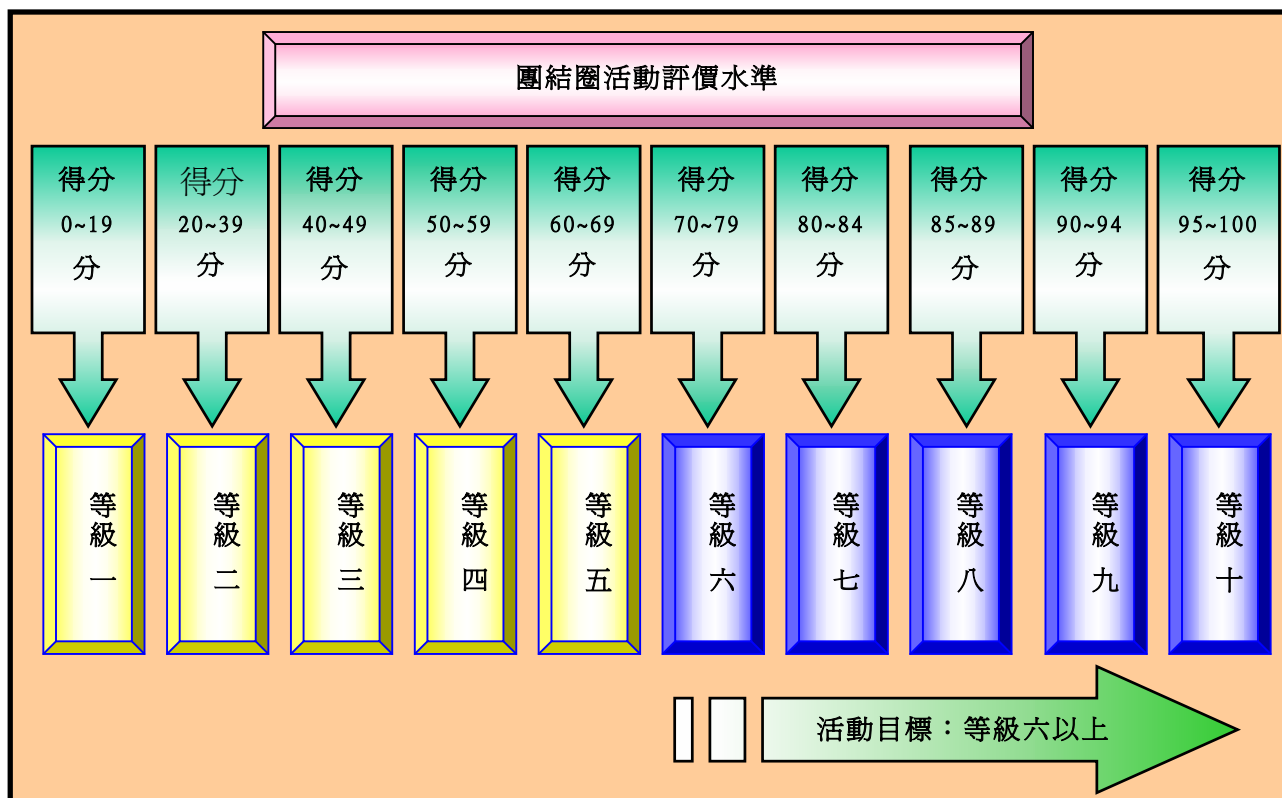 團結圈活動評價水準
得分
0~19
分
得分
20~39
分
得分
40~49
分
得分
50~59
分
得分
60~69
分
得分
70~79
分
得分
80~84
分
得分
85~89
分
得分
90~94
分
得分
95~100
分
等級一
等級二
等級三
等級四
等級五
等級六
等級七
等級八
等級九
等級十
活動目標：等級六以上